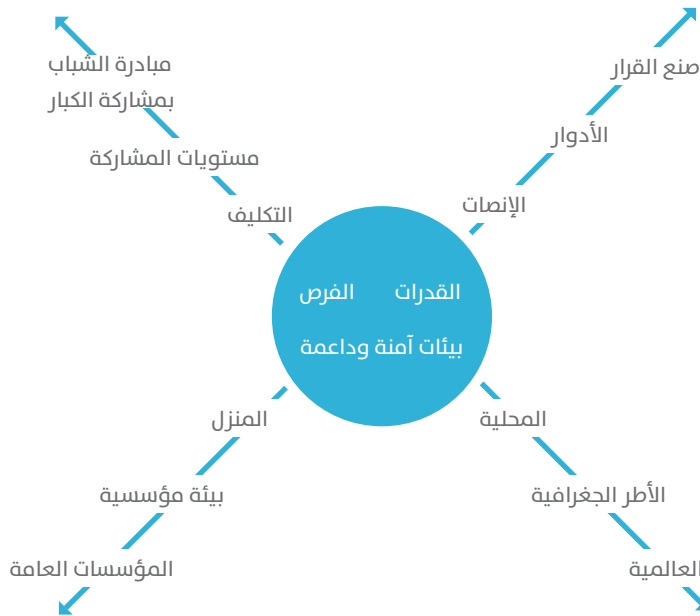 صنع القرار
الأدوار
الإنصات
مبادرة الشباب
بمشاركة الكبار
مستويات المشاركة
التكليف
القدرات
الفرص
بيئات آمنة وداعمة
المحلية
الأطر الجغرافية
العالمية
المنزل
بيئة مؤسسية
المؤسسات العامة